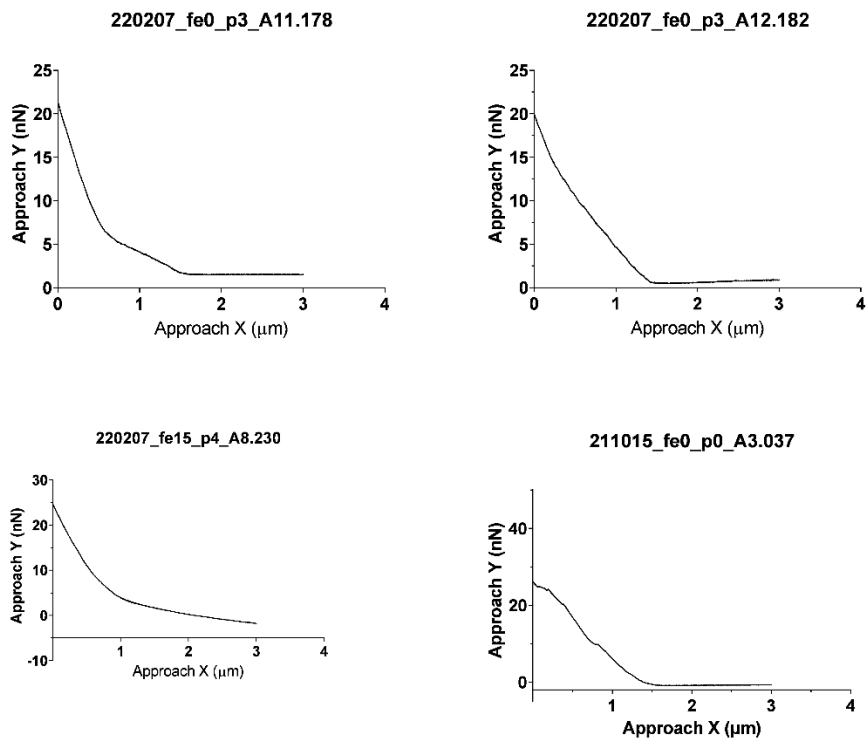 220207_fe0_p3_A11.178
25
20
15
10
5
0
Approach Y (nN)
0 1 2 3 4
Approach X (μm)
220207_fe0_p3_A12.182
25
20
15
10
5
0
Approach Y (nN)
0 1 2 3 4
Approach X (μm)
220207_fe15_p4_A8.230
30
20
10
0
-10
Approach Y (nN)
1 2 3 4
Approach X (μm)
211015_fe0_p0_A3.037
40
20
0
Approach Y (nN)
1 2 3 4
Approach X (μm)